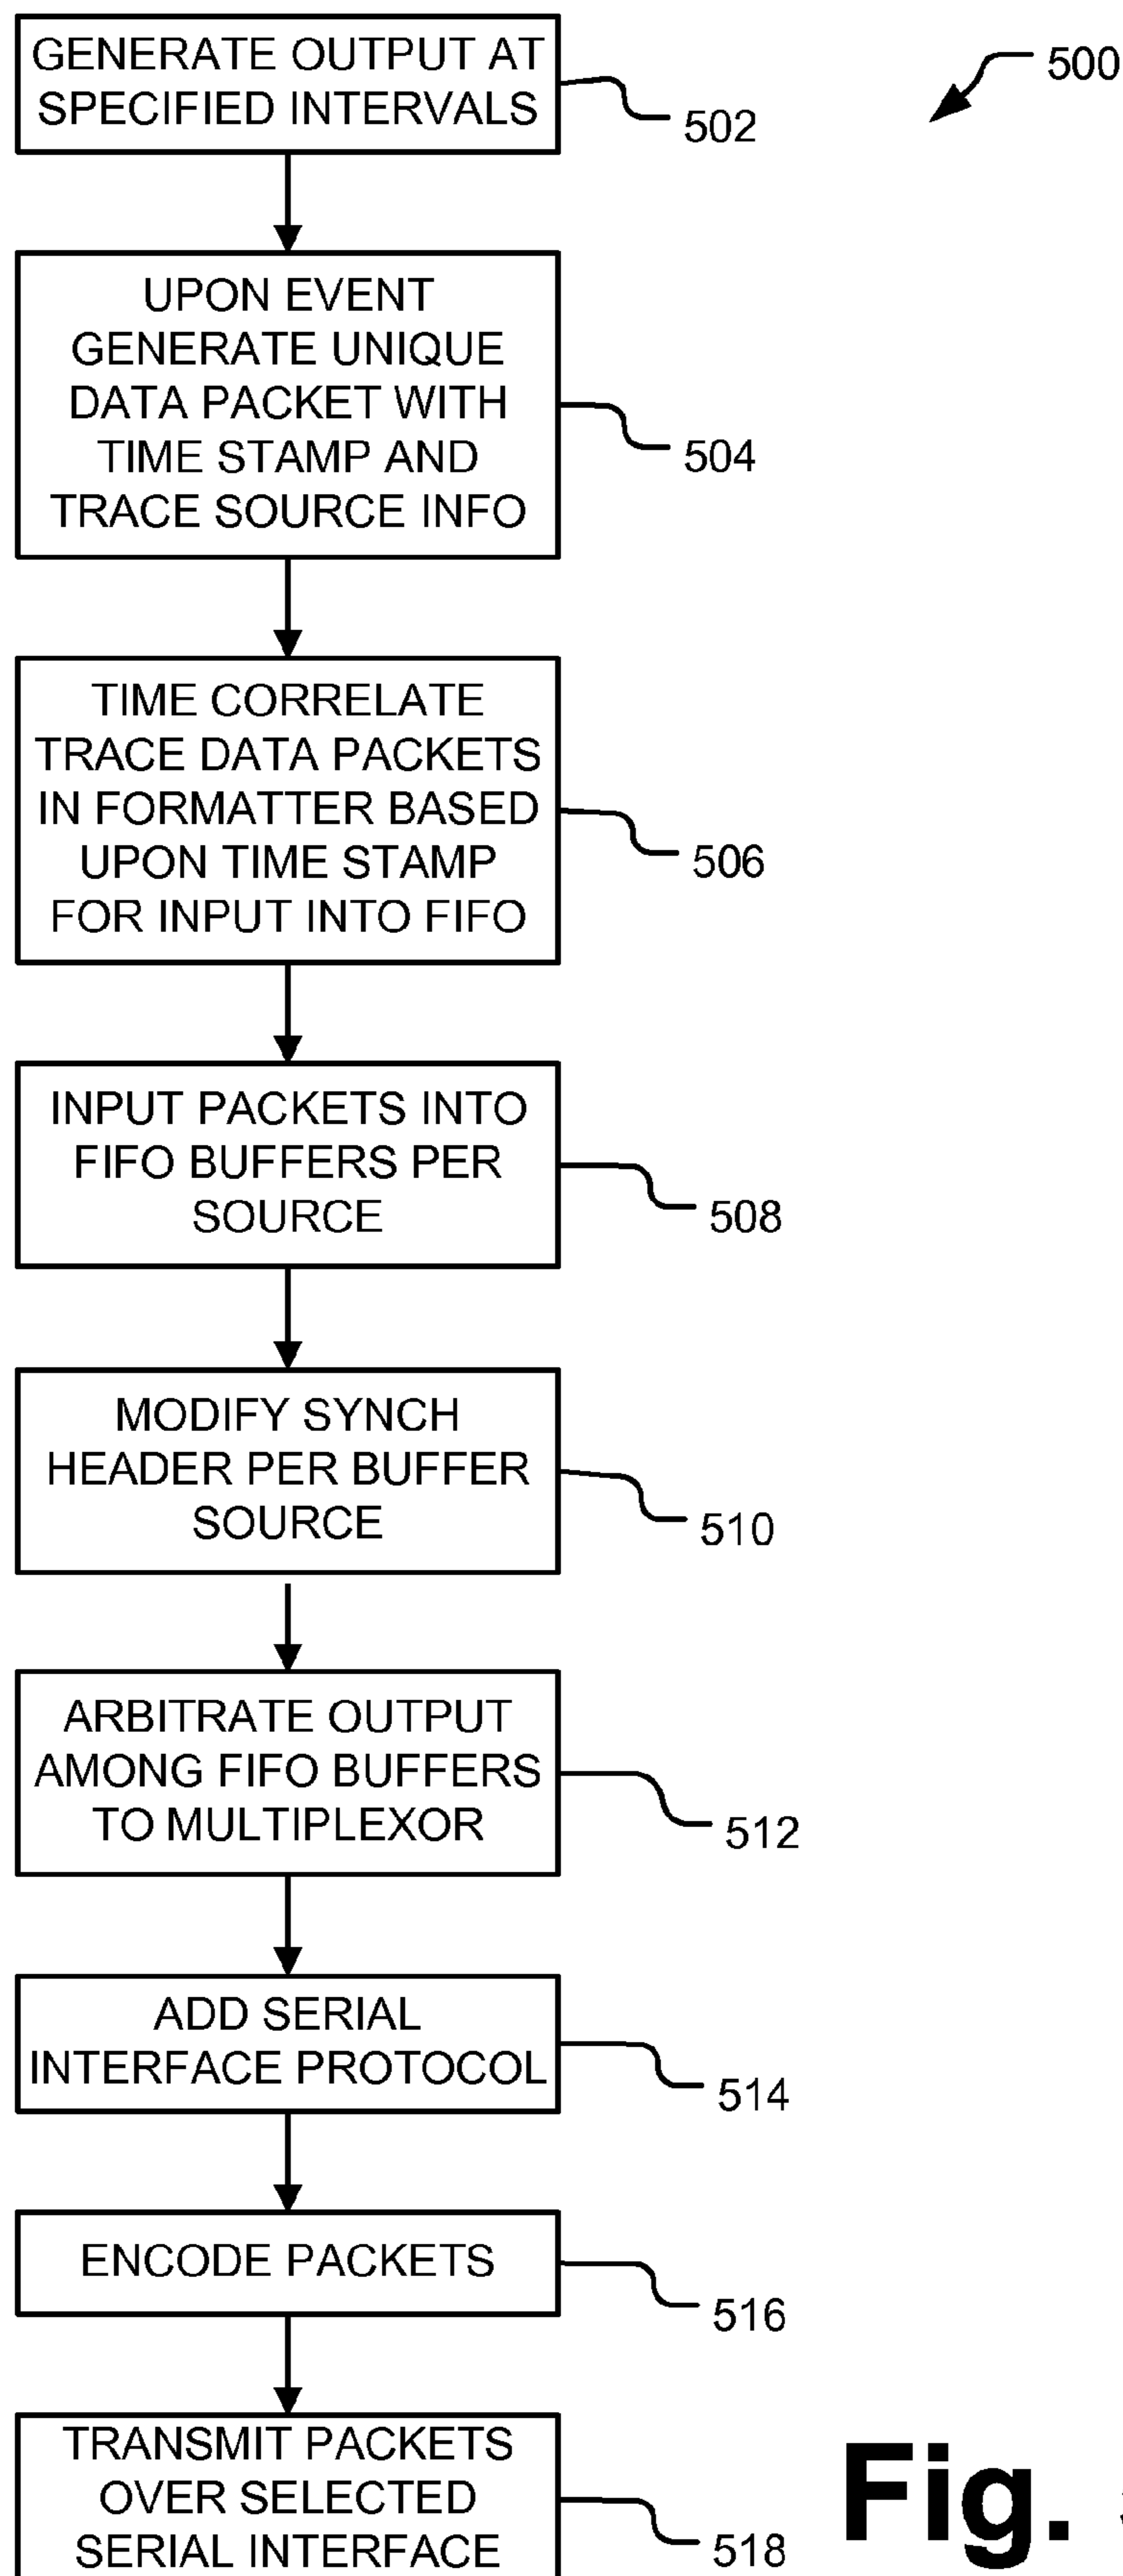 GENERATE OUTPUT AT
SPECIFIED INTERVALS
502
500
UPON EVENT
GENERATE UNIQUE
DATA PACKET WITH
TIME STAMP AND
TRACE SOURCE INFO
504
TIME CORRELATE
TRACE DATA PACKETS
IN FORMATTER BASED
UPON TIME STAMP
FOR INPUT INTO FIFO
506
INPUT PACKETS INTO
FIFO BUFFERS PER
SOURCE
508
MODIFY SYNCH
HEADER PER BUFFER
SOURCE
510
ARBITRATE OUTPUT
AMONG FIFO BUFFERS
TO MULTIPLEXOR
512
ADD SERIAL
INTERFACE PROTOCOL
514
ENCODE PACKETS
516
TRANSMIT PACKETS
OVER SELECTED
SERIAL INTERFACE
518
Fig.